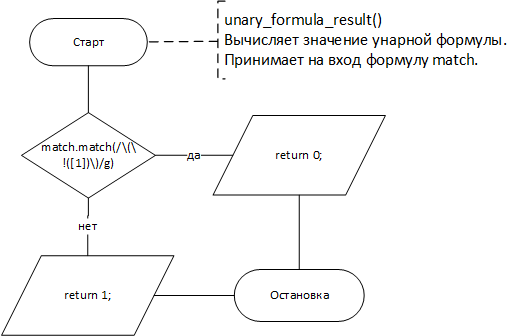 Старт
unary_formula_result()
Вычисляет значение унарной формулы.
Принимает на вход формулу match.
match.match(/\(\
!([1])\)/g)
да
return 0;
нет
return 1;
Остановка